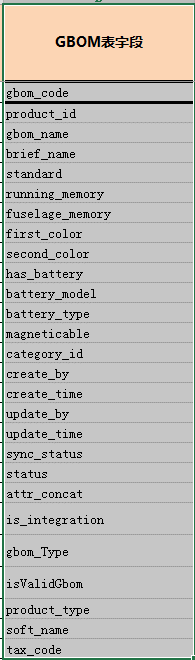 GBOM表字段
gbom_code
product_id
gbom_name
brief_name
standard
running_memory
fuselage_memory
first_color
second_color
has_battery
battery_model
battery_type
magneticable
category_id
create_by
create_time
update_by
update_time
sync_status
status
attr_concat
is_integration
gbom_Type
isValidGbom
product_type
soft_name
tax_code